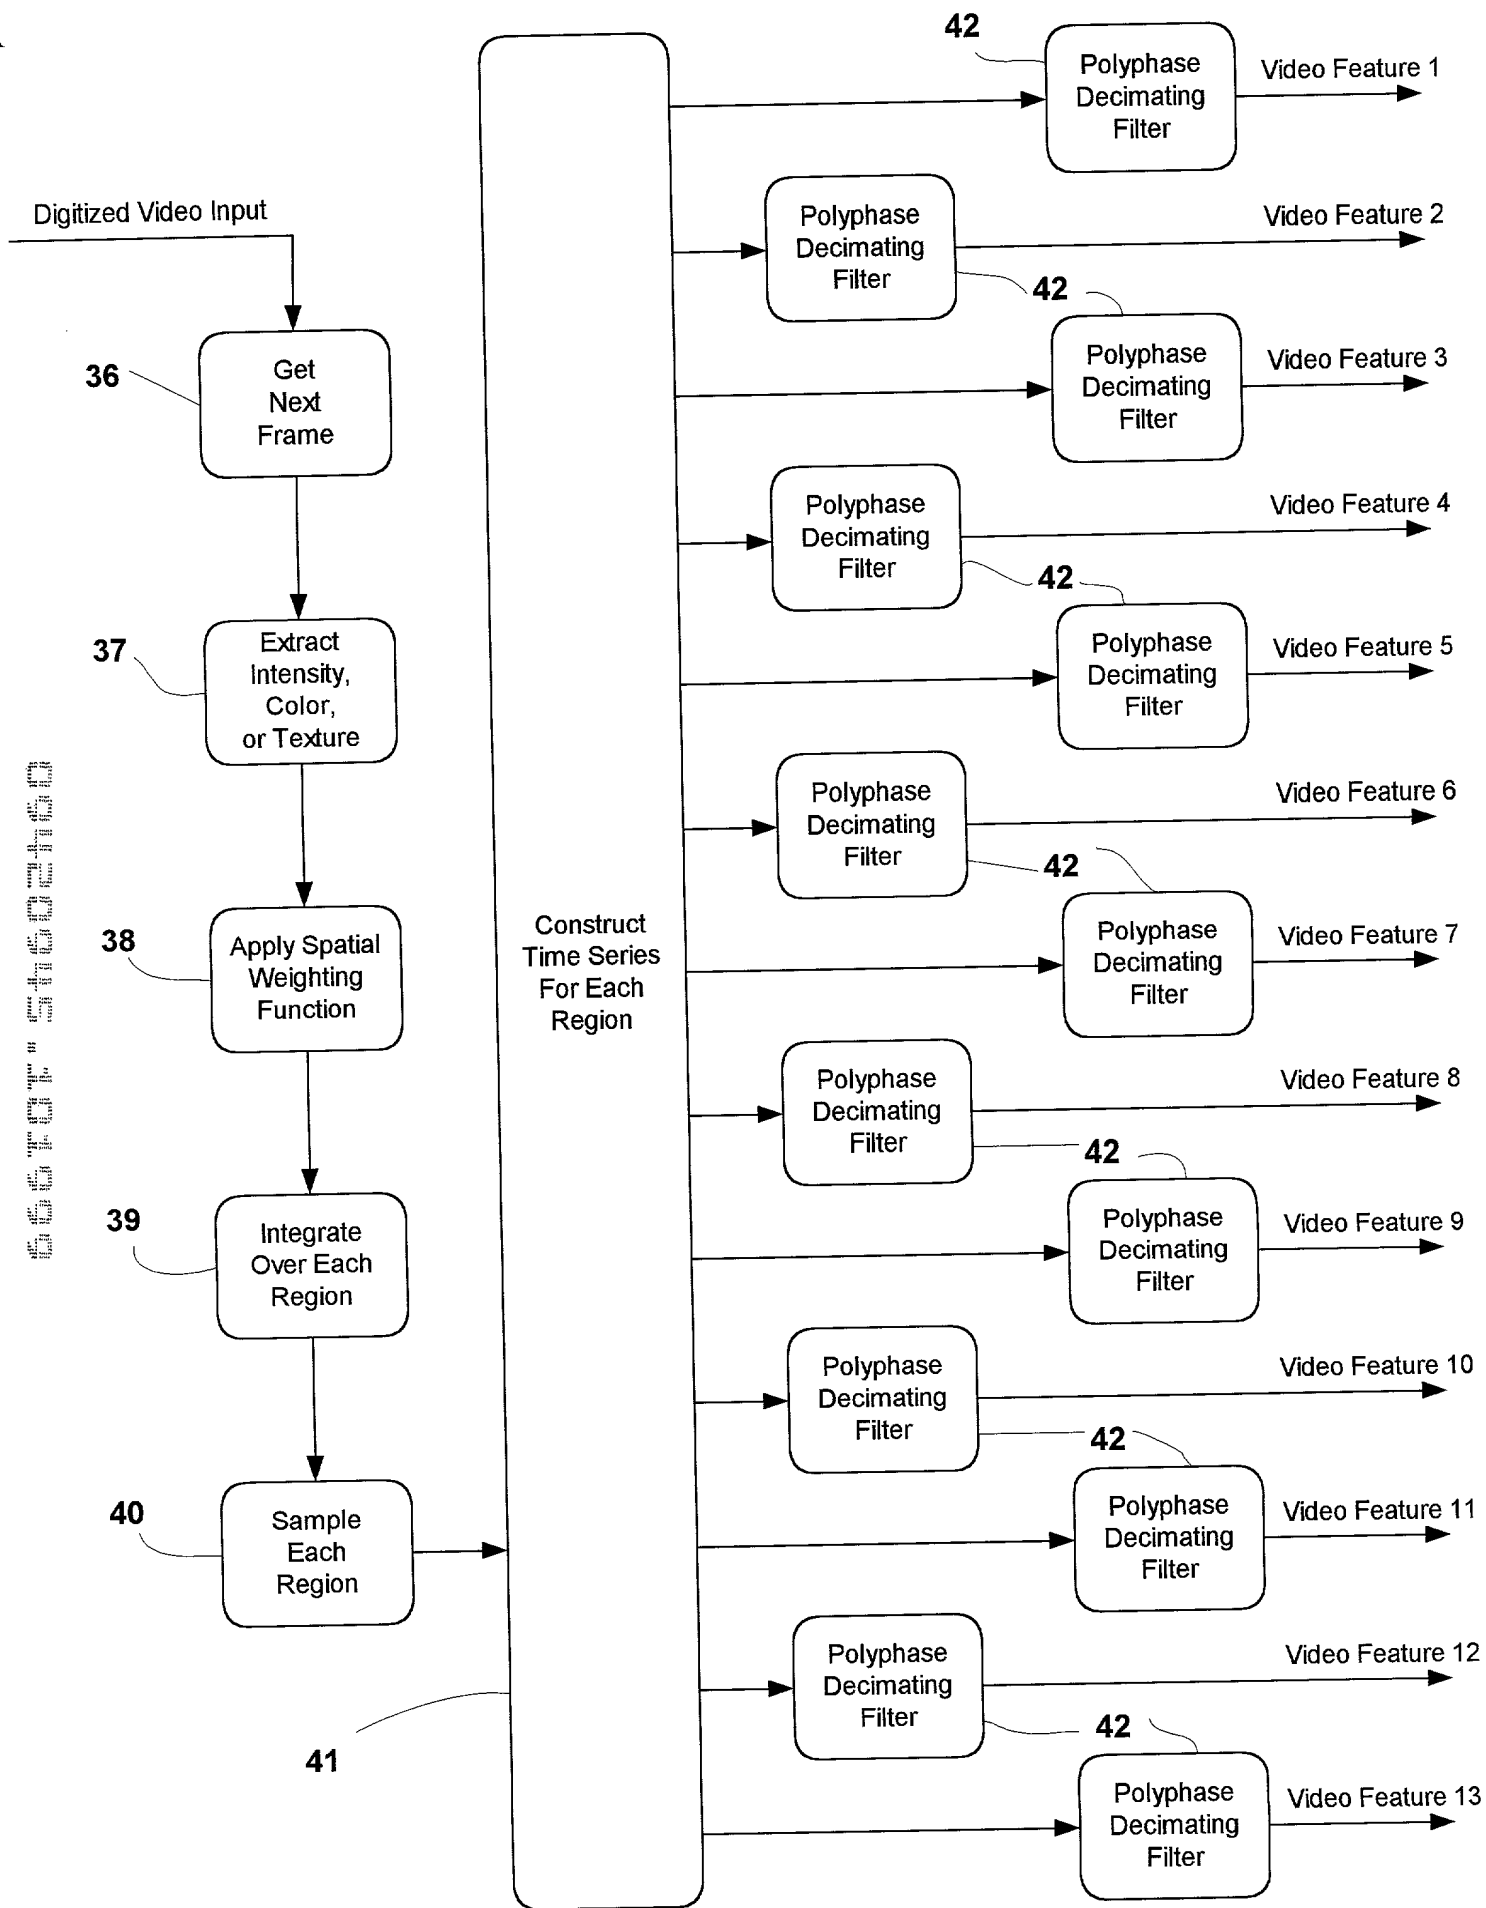 Digitized Video Input
36
Get
Next
Frame
37
Extract
Intensity,
Color,
or Texture
38
Apply Spatial
Weighting
Function
39
Integrate
Over Each
Region
40
Sample
Each
Region
41
Construct
Time Series
For Each
Region
42
Polyphase
Decimating
Filter
Video Feature 1
Polyphase
Decimating
Filter
Video Feature 2
42
Polyphase
Decimating
Filter
Video Feature 3
Polyphase
Decimating
Filter
Video Feature 4
42
Polyphase
Decimating
Filter
Video Feature 5
Polyphase
Decimating
Filter
Video Feature 6
42
Polyphase
Decimating
Filter
Video Feature 7
Polyphase
Decimating
Filter
Video Feature 8
42
Polyphase
Decimating
Filter
Video Feature 9
Polyphase
Decimating
Filter
Video Feature 10
42
Polyphase
Decimating
Filter
Video Feature 11
Polyphase
Decimating
Filter
Video Feature 12
42
Polyphase
Decimating
Filter
Video Feature 13